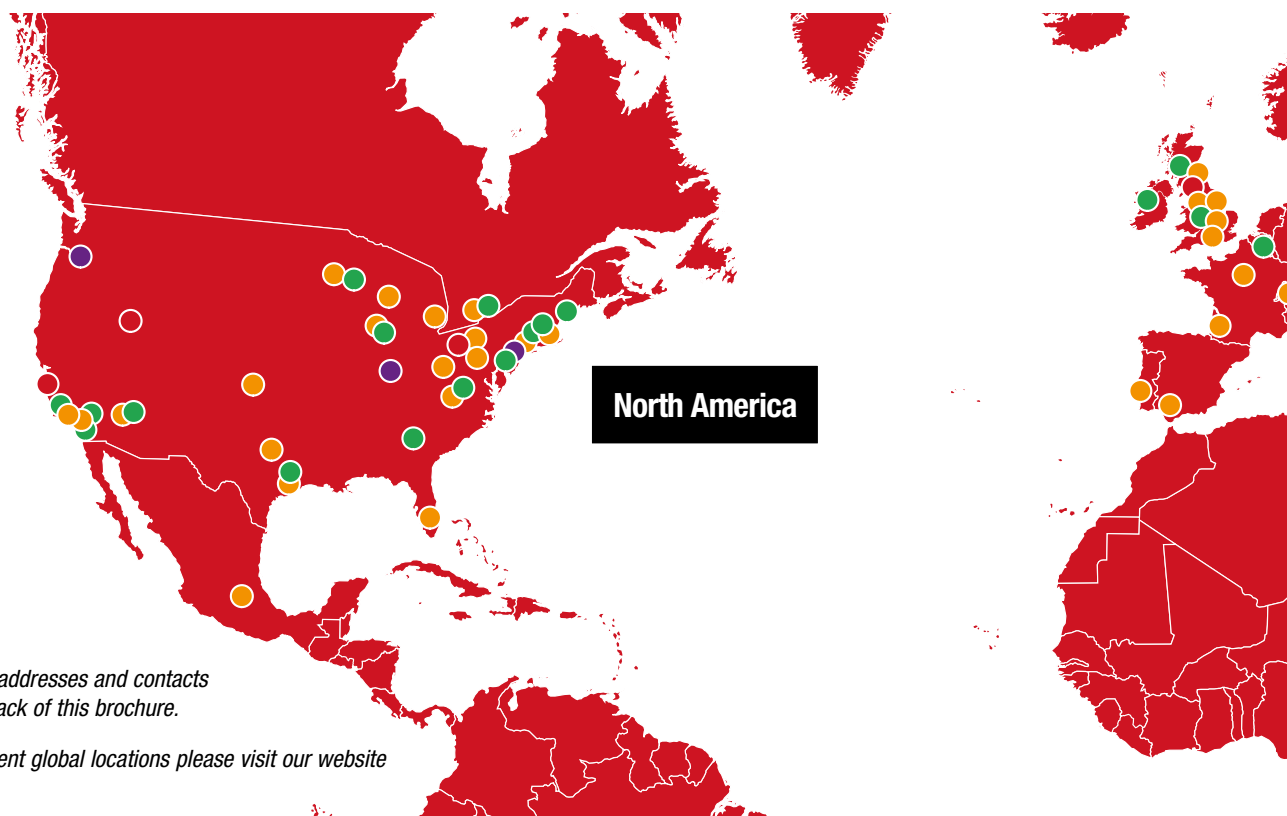 North America
addresses and contacts
ack of this brochure.
ent global locations please visit our website